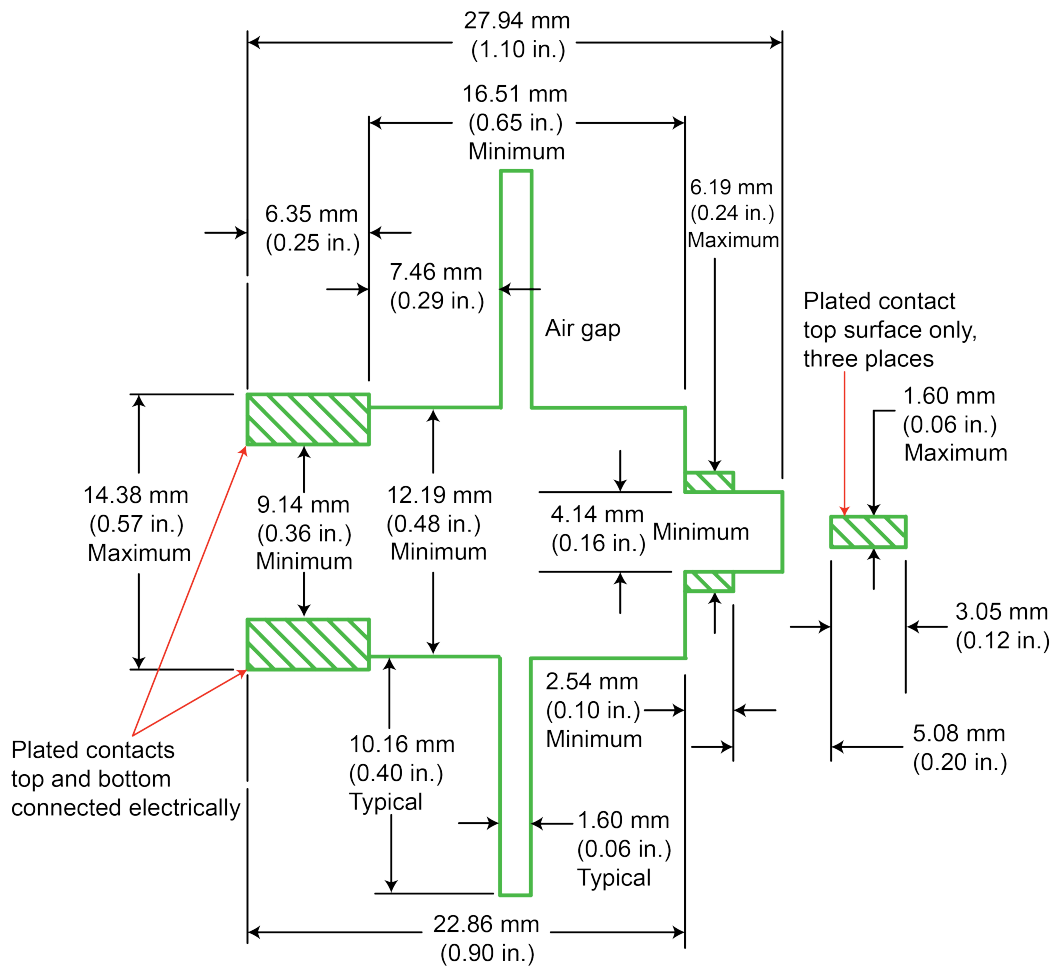 27.94 mm
(1.10 in.)
16.51 mm
(0.65 in.)
Minimum
6.19 mm
(0.24 in.)
Maximum
6.35 mm
(0.25 in.)
7.46 mm
(0.29 in.)
Air gap
Plated contact
top surface only,
three places
1.60 mm
(0.06 in.)
Maximum
14.38 mm
(0.57 in.)
Maximum
9.14 mm
(0.36 in.)
Minimum
12.19 mm
(0.48 in.)
Minimum
4.14 mm
(0.16 in.)
Minimum
3.05 mm
(0.12 in.)
2.54 mm
(0.10 in.)
Minimum
5.08 mm
(0.20 in.)
Plated contacts
top and bottom
connected electrically
10.16 mm
(0.40 in.)
Typical
1.60 mm
(0.06 in.)
Typical
22.86 mm
(0.90 in.)